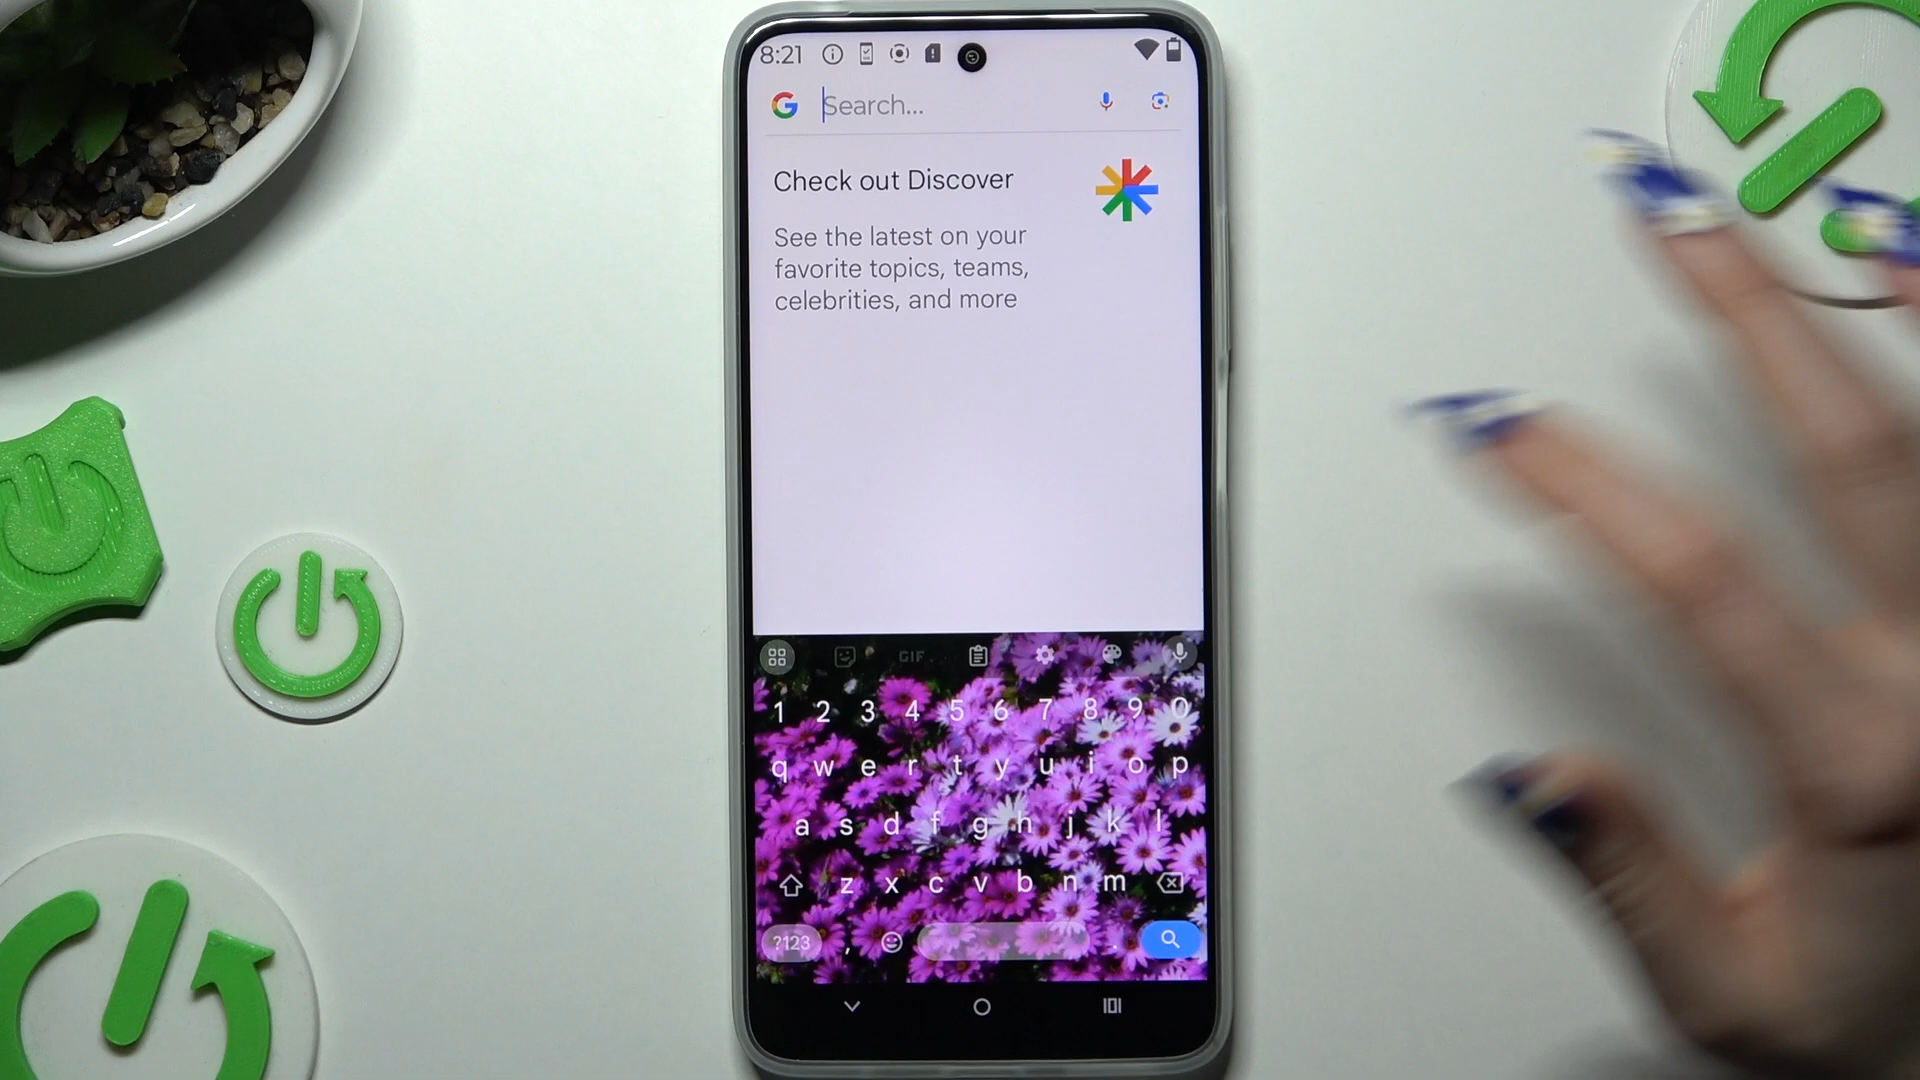 8:21
Search...
Check out Discover
See the latest on your
favorite topics, teams,
celebrities, and more
GIF
1 2 3 4 5 6 7 8 9 0
q w e r t y u i o p
a s d f g h j k l
z x c v b n m
?123 , .